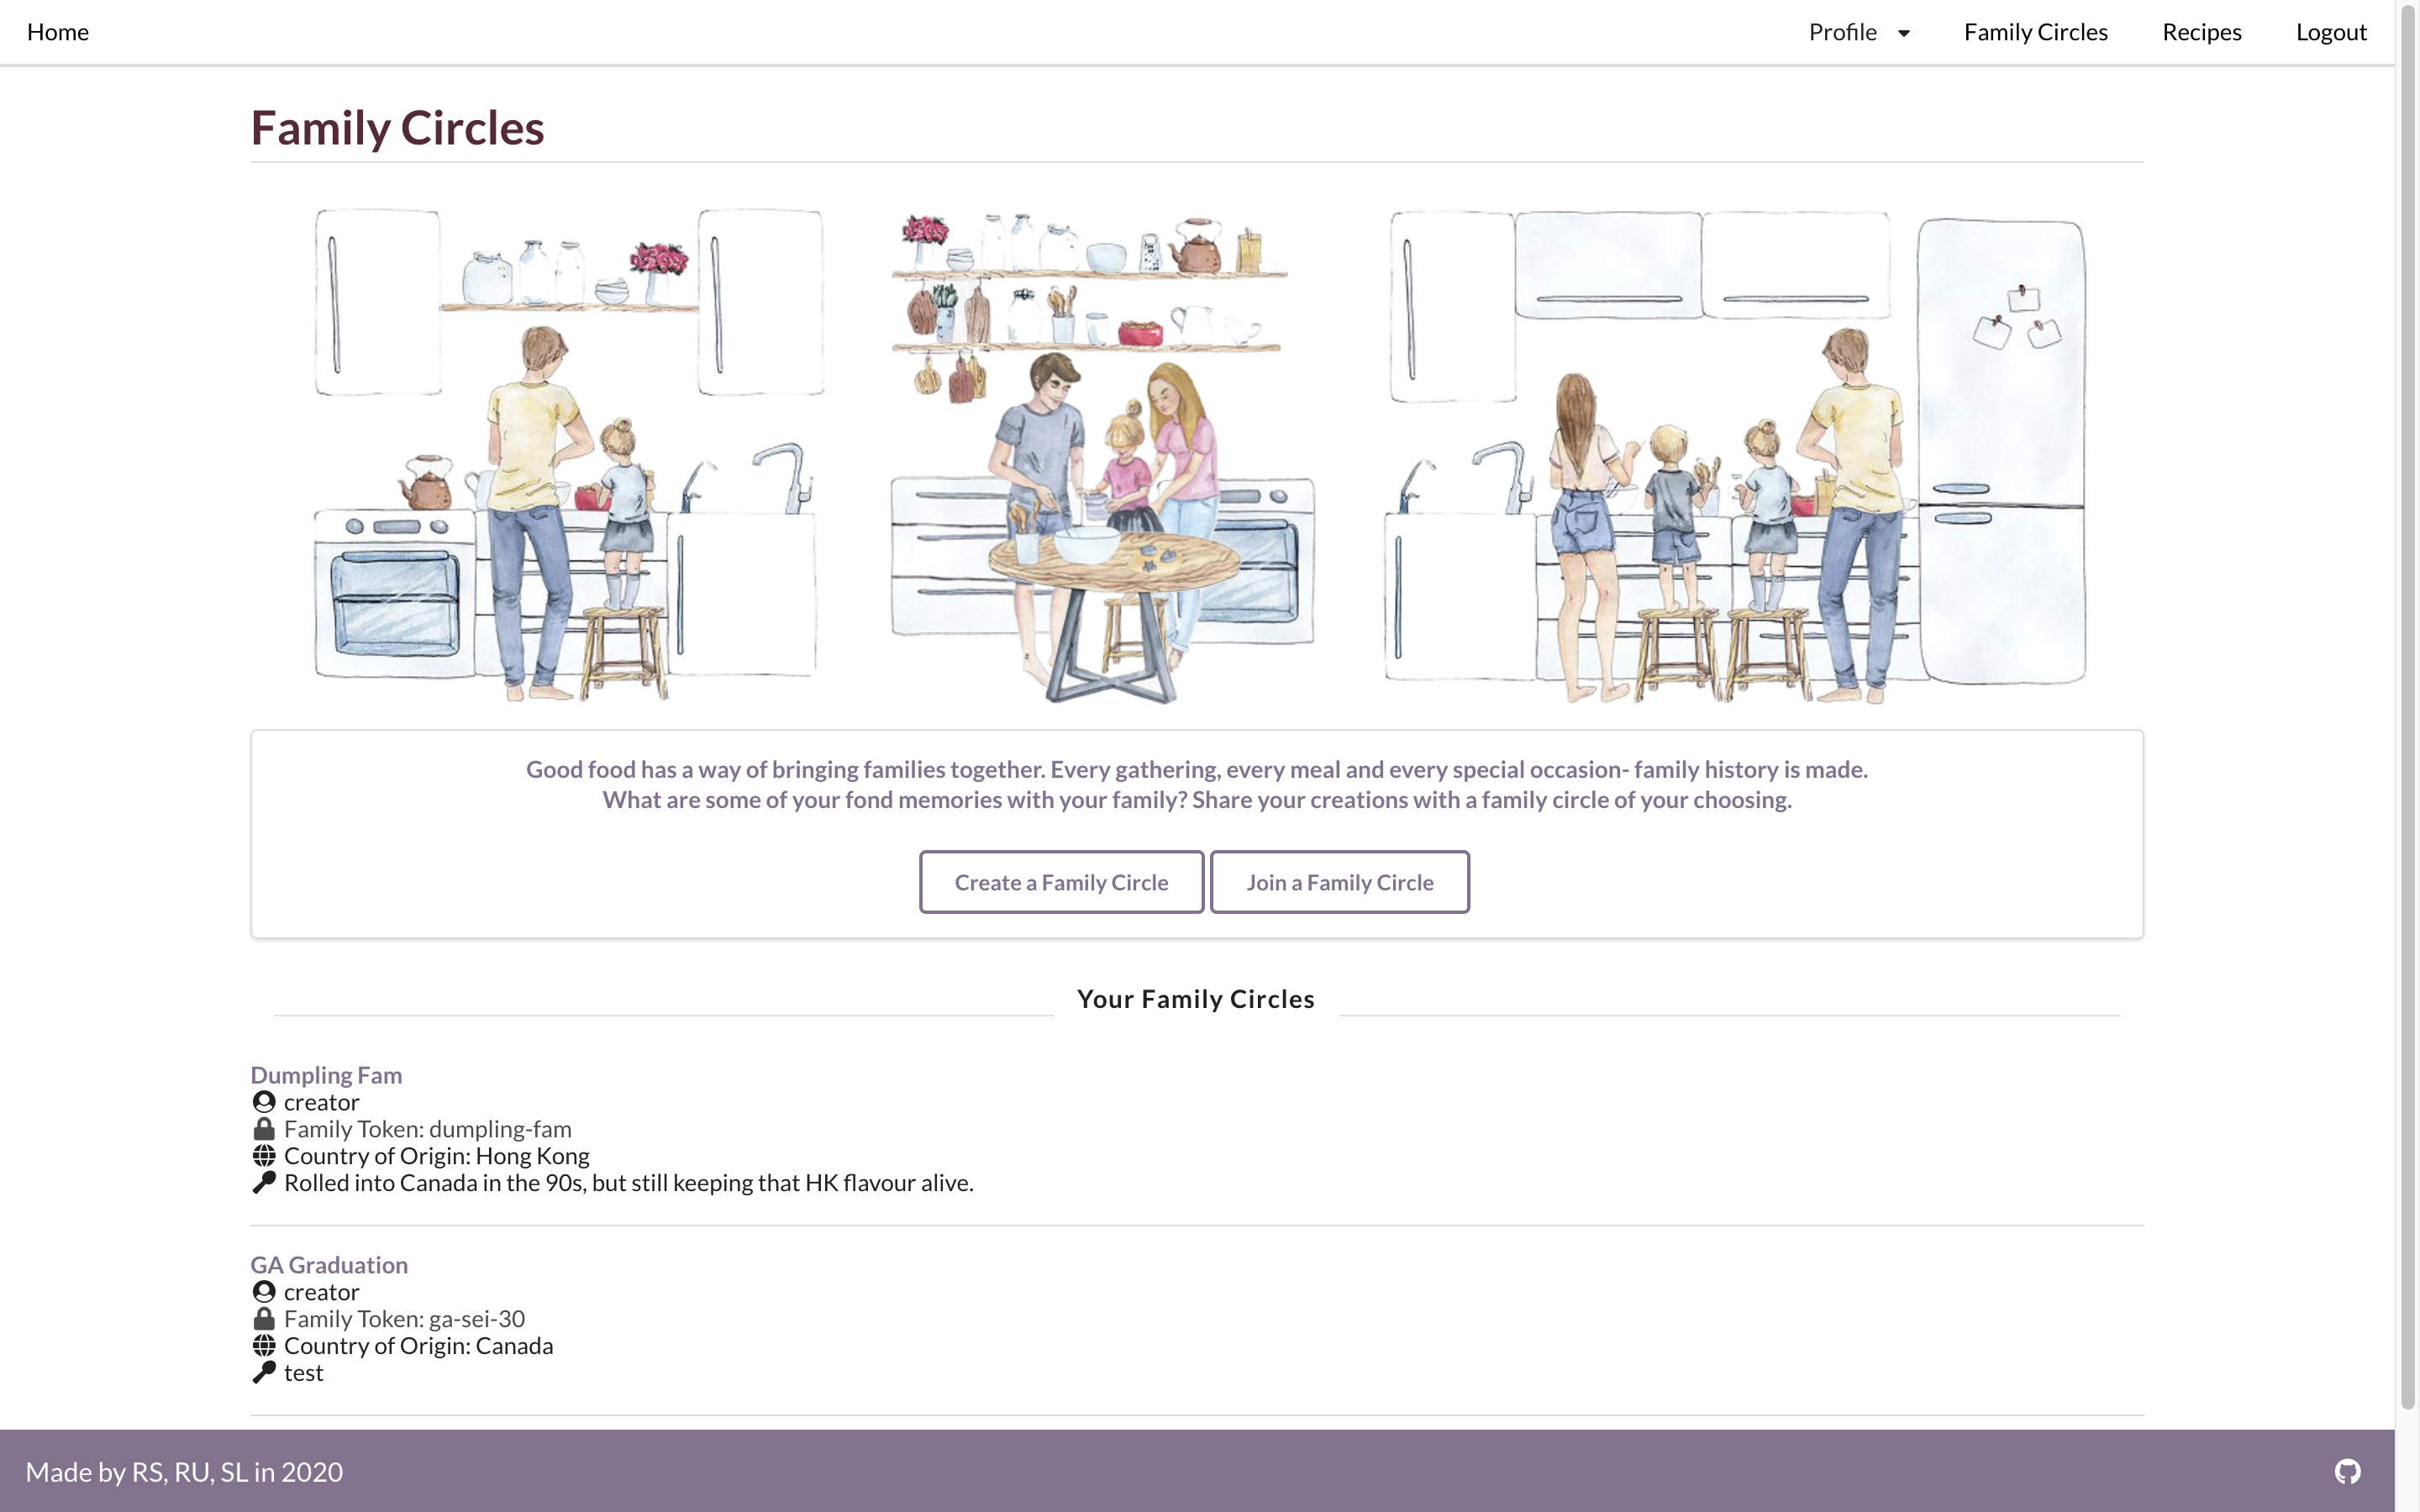 Home
Profile
Family Circles
Recipes
Logout
Family Circles
Good food has a way of bringing families together. Every gathering, every meal and every special occasion- family history is made.
What are some of your fond memories with your family? Share your creations with a family circle of your choosing.
Create a Family Circle
Join a Family Circle
Your Family Circles
Dumpling Fam
creator
Family Token: dumpling-fam
Country of Origin: Hong Kong
Rolled into Canada in the 90s, but still keeping that HK flavour alive.
GA Graduation
creator
Family Token: ga-sei-30
Country of Origin: Canada
test
Made by RS, RU, SL in 2020